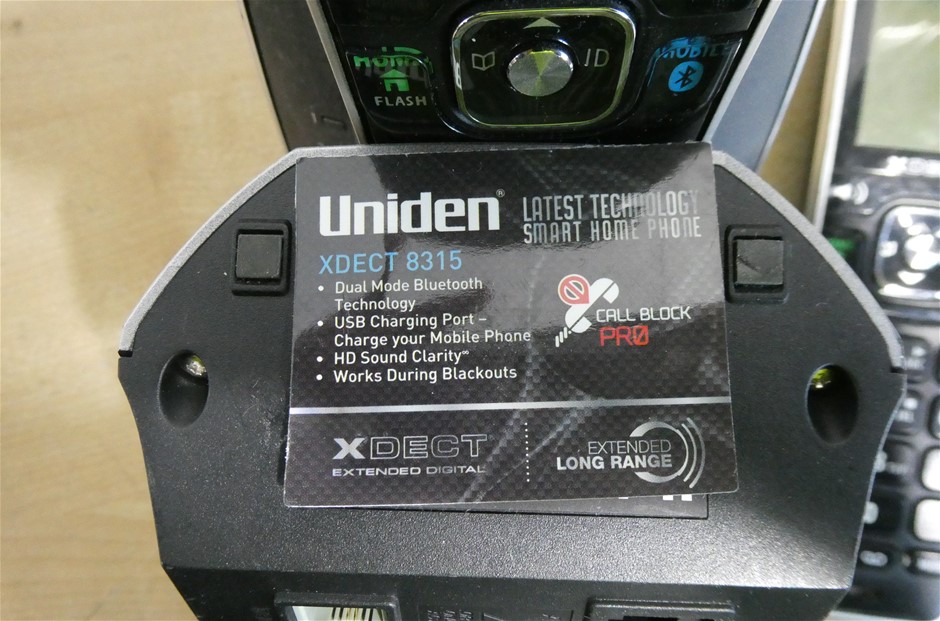 FLASH
ID
Uniden®
LATEST TECHNOLOGY
SMART HOME PHONE
XDECT 8315
• Dual Mode Bluetooth
Technology
• USB Charging Port –
Charge your Mobile Phone
• HD Sound Clarity∞
• Works During Blackouts
CALL BLOCK
PRO
XDECT
EXTENDED DIGITAL
EXTENDED
LONG RANGE